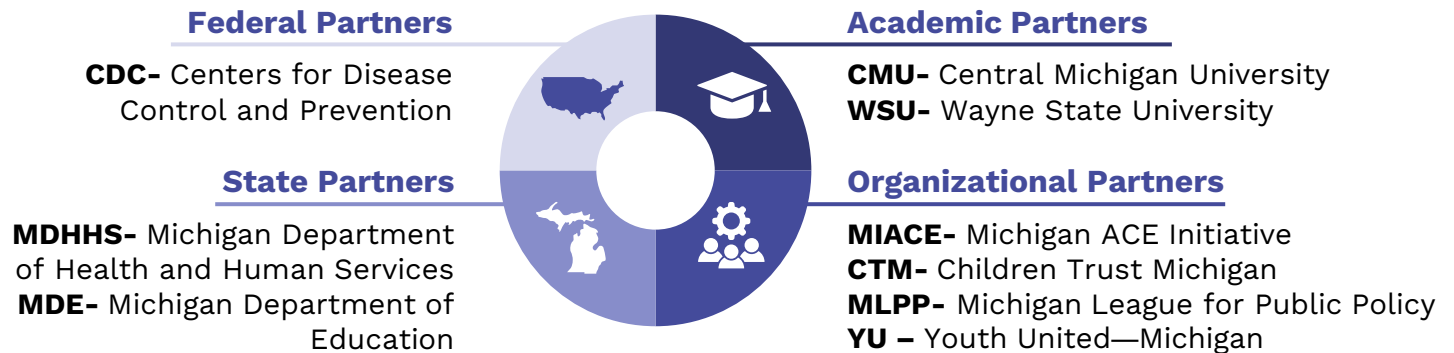 Federal Partners
CDC- Centers for Disease
Control and Prevention
State Partners
MDHHS- Michigan Department
of Health and Human Services
MDE- Michigan Department of
Education
Academic Partners
CMU- Central Michigan University
WSU- Wayne State University
Organizational Partners
MIACE- Michigan ACE Initiative
CTM- Children Trust Michigan
MLPP- Michigan League for Public Policy
YU – Youth United—Michigan